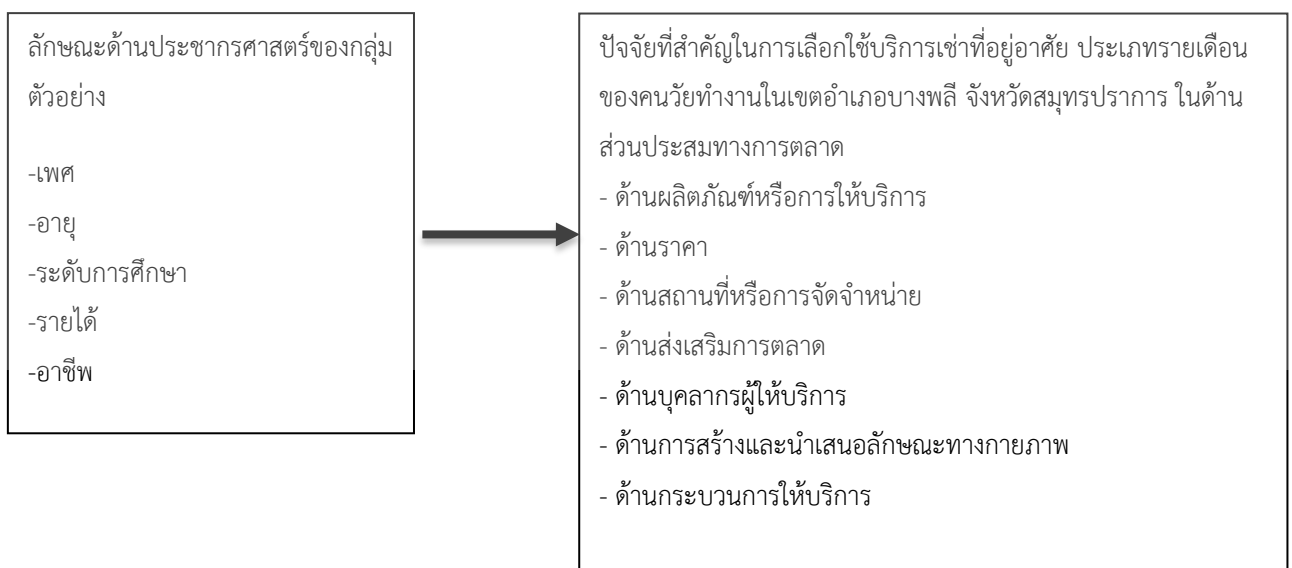 ลักษณะด้านประชากรศาสตร์ของกลุ่ม
ตัวอย่าง
-เพศ
-อายุ
-ระดับการศึกษา
-รายได้
-อาชีพ
ปัจจัยที่สำคัญในการเลือกใช้บริการเช่าที่อยู่อาศัย ประเภทรายเดือน
ของคนวัยทำงานในเขตอำเภอบางพลี จังหวัดสมุทรปราการ ในด้าน
ส่วนประสมทางการตลาด
- ด้านผลิตภัณฑ์หรือการให้บริการ
- ด้านราคา
- ด้านสถานที่หรือการจัดจำหน่าย
- ด้านส่งเสริมการตลาด
- ด้านบุคลากรผู้ให้บริการ
- ด้านการสร้างและนำเสนอลักษณะทางกายภาพ
- ด้านกระบวนการให้บริการ